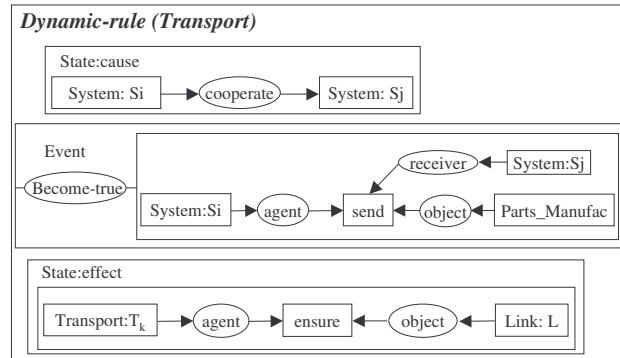 Dynamic-rule (Transport)
State:cause
System: Si cooperate System: Sj
Event
receiver System:Sj
Become-true
System:Si agent send object Parts_Manufac
State:effect
Transport:Tk agent ensure object Link: L